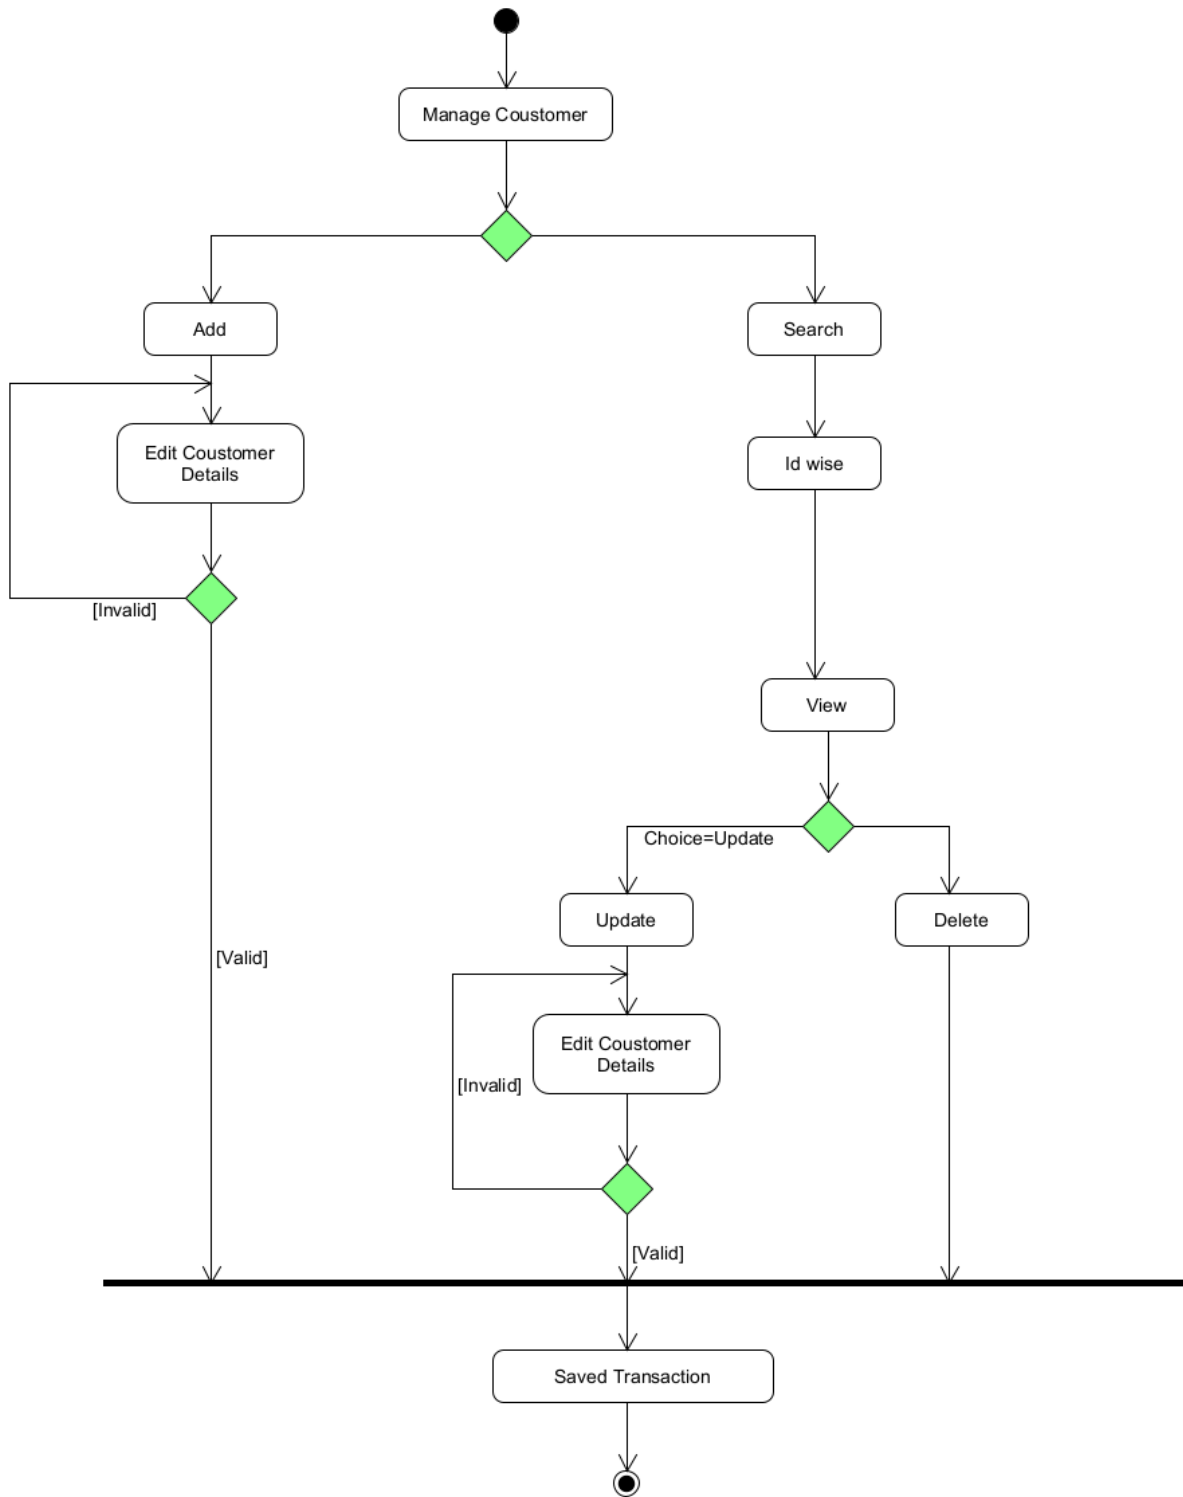 Manage Coustomer
Add
Search
Edit Coustomer
Details
Id wise
[Invalid]
View
Choice=Update
Update
Delete
[Valid]
Edit Coustomer
Details
[Invalid]
[Valid]
Saved Transaction